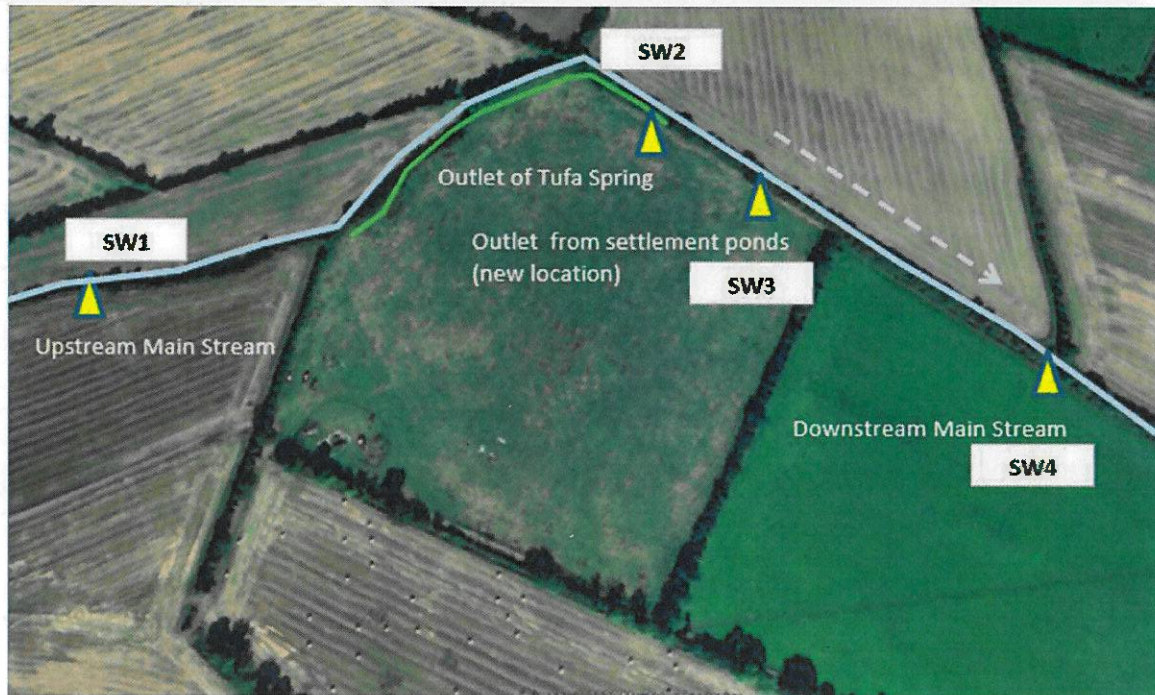 SW2
Outlet of Tufa Spring
SW1
Outlet from settlement ponds
(new location)
SW3
Upstream Main Stream
Downstream Main Stream
SW4